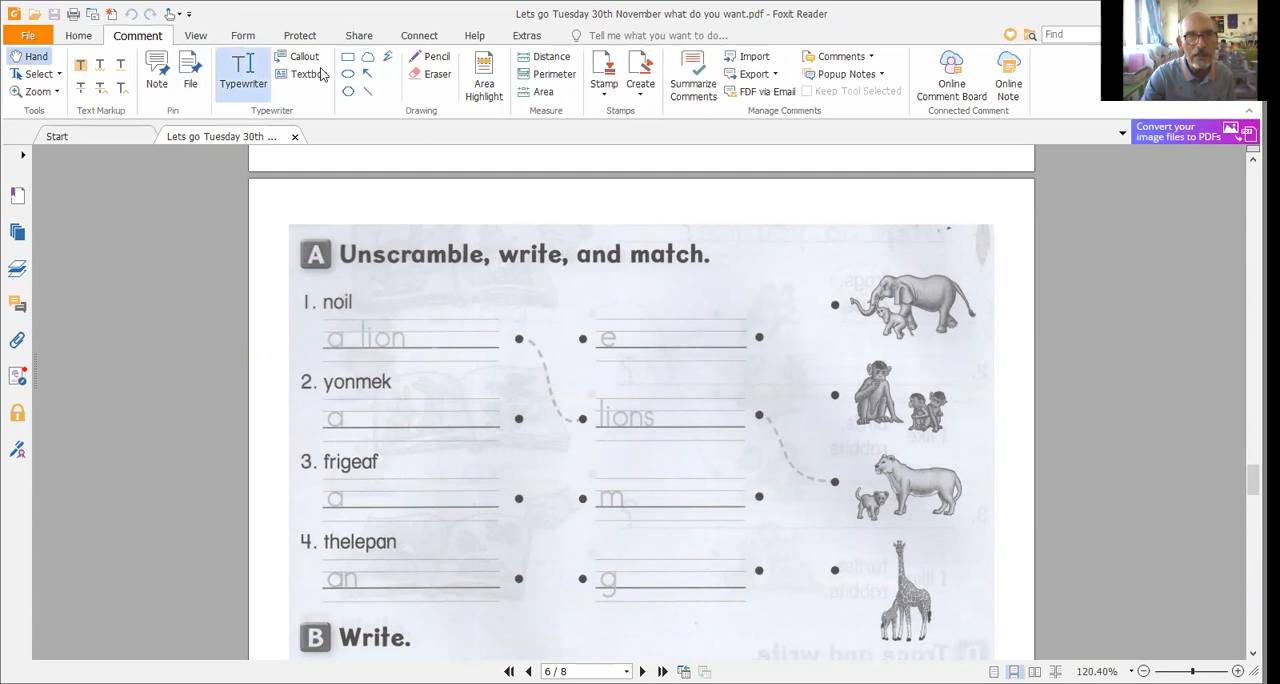 Lets go Tuesday 30th November what do you want.pdf - Foxit Reader
File Home Comment View Form Protect Share Connect Help Extras Tell me what you want to do... Find
Hand
Select
Zoom
Tools
Text Markup
Note
File
Pin
Typewriter
Callout
Textbo
Typewriter
Pencil
Eraser
Drawing
Area
Highlight
Distance
Perimeter
Area
Measure
Stamp
Create
Stamps
Summarize
Comments
Import
Export
FDF via Email
Comments
Popup Notes
Keep Tool Selected
Manage Comments
Online
Comment Board
Online
Note
Connected Comment
Start
Lets go Tuesday 30th ...
Convert your
image files to PDFs
A Unscramble, write, and match.
1. noil
a lion
e
2. yonmek
a
lions
3. frigeaf
a
m
4. thelepan
an
g
B Write.
6 / 8
120.40%